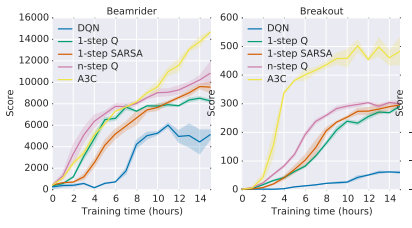 Beamrider
16000
14000
12000
10000
8000
6000
4000
2000
0
Score
DQN
1-step Q
1-step SARSA
n-step Q
A3C
0 2 4 6 8 10 12 14
Training time (hours)
Breakout
600
500
400
300
200
100
0
Score
DQN
1-step Q
1-step SARSA
n-step Q
A3C
0 2 4 6 8 10 12 14
Training time (hours)
Score